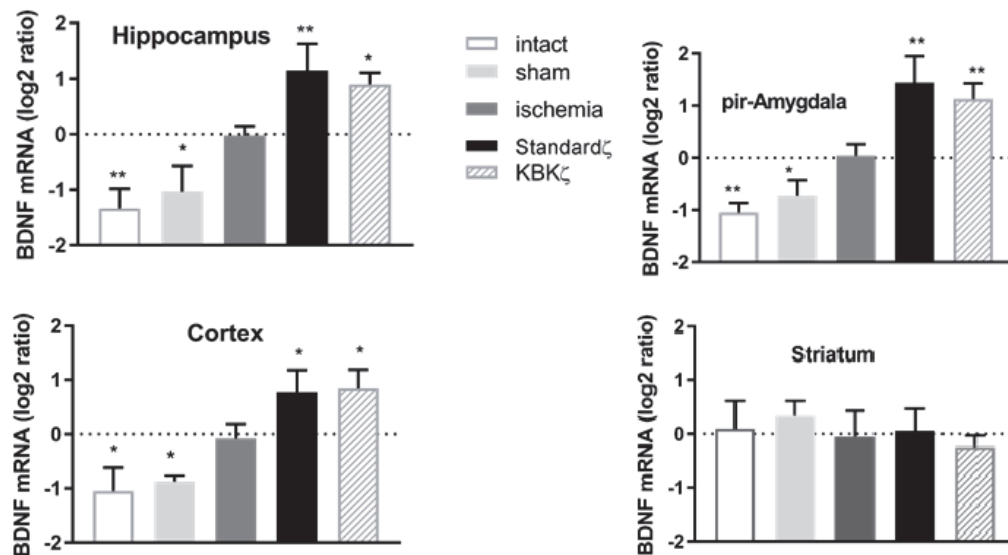 BDNF mRNA (log2 ratio)
Hippocampus
2
1
0
-1
-2
**
*
**
*
intact
sham
ischemia
Standardζ
KBKζ
BDNF mRNA (log2 ratio)
pir-Amygdala
2
1
0
-1
-2
**
*
**
**
BDNF mRNA (log2 ratio)
Cortex
2
1
0
-1
-2
*
*
*
*
BDNF mRNA (log2 ratio)
Striatum
2
1
0
-1
-2